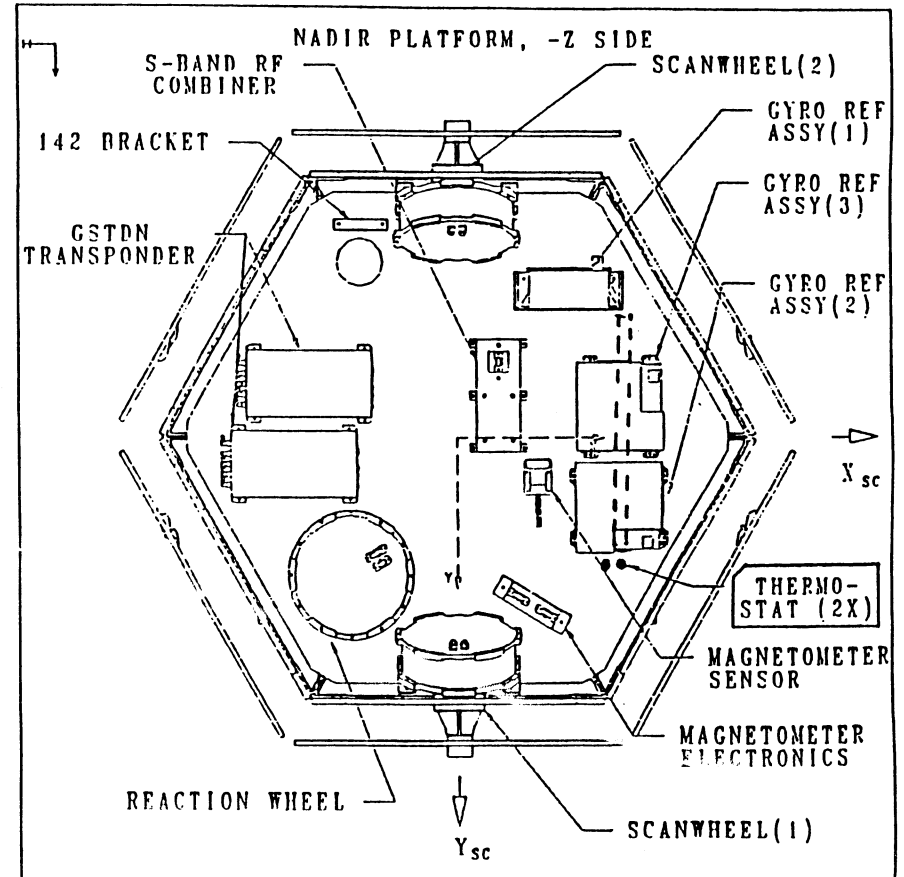 NADIR PLATFORM, -Z SIDE
S-BAND RF
COMBINER
SCANWHEEL(2)
GYRO REF
ASSY(1)
142 BRACKET
GYRO REF
ASSY(3)
GSTDN
TRANSPONDER
GYRO REF
ASSY(2)
X SC
Y
THERMO-
STAT (2X)
MAGNETOMETER
SENSOR
MAGNETOMETER
ELECTRONICS
REACTION WHEEL
SCANWHEEL(1)
Y SC